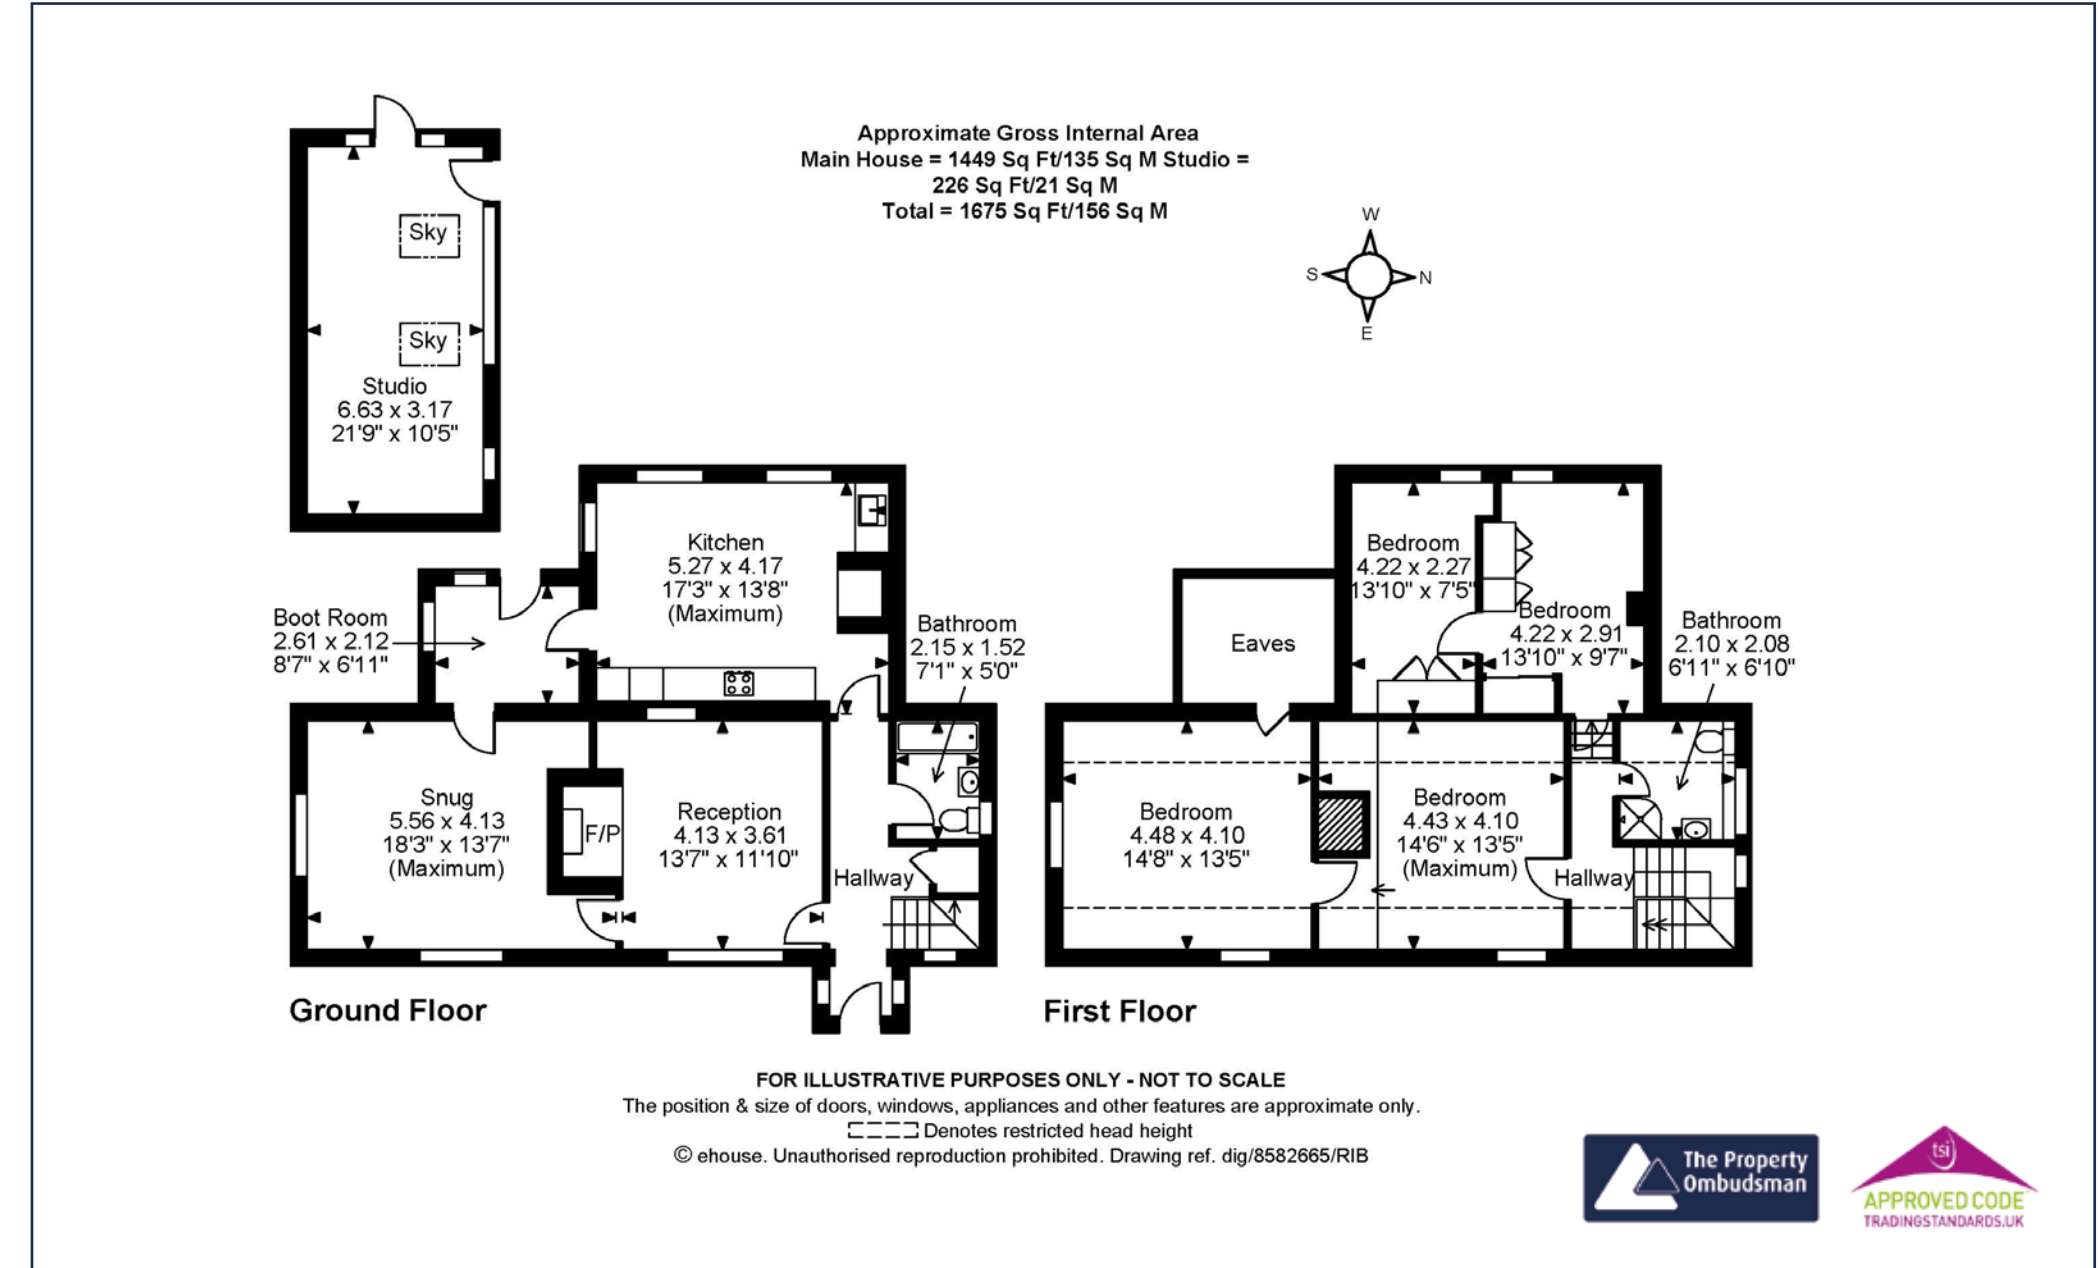 Approximate Gross Internal Area
Main House = 1449 Sq Ft/135 Sq M Studio =
226 Sq Ft/21 Sq M
Total = 1675 Sq Ft/156 Sq M
W
S
N
E
Sky
Sky
Studio
6.63 x 3.17
21'9" x 10'5"
Kitchen
5.27 x 4.17
17'3" x 13'8"
(Maximum)
Boot Room
2.61 x 2.12
8'7" x 6'11"
Bathroom
2.15 x 1.52
7'1" x 5'0"
Snug
5.56 x 4.13
18'3" x 13'7"
(Maximum)
F/P
Reception
4.13 x 3.61
13'7" x 11'10"
Hallway
Ground Floor
Bedroom
4.22 x 2.27
13'10" x 7'5"
Bedroom
4.22 x 2.91
13'10" x 9'7"
Bathroom
2.10 x 2.08
6'11" x 6'10"
Eaves
Bedroom
4.48 x 4.10
14'8" x 13'5"
Bedroom
4.43 x 4.10
14'6" x 13'5"
(Maximum)
Hallway
First Floor
FOR ILLUSTRATIVE PURPOSES ONLY - NOT TO SCALE
The position & size of doors, windows, appliances and other features are approximate only.
Denotes restricted head height
© ehouse. Unauthorised reproduction prohibited. Drawing ref. dig/8582665/RIB
The Property
Ombudsman
tsi
APPROVED CODE
TRADINGSTANDARDS.UK